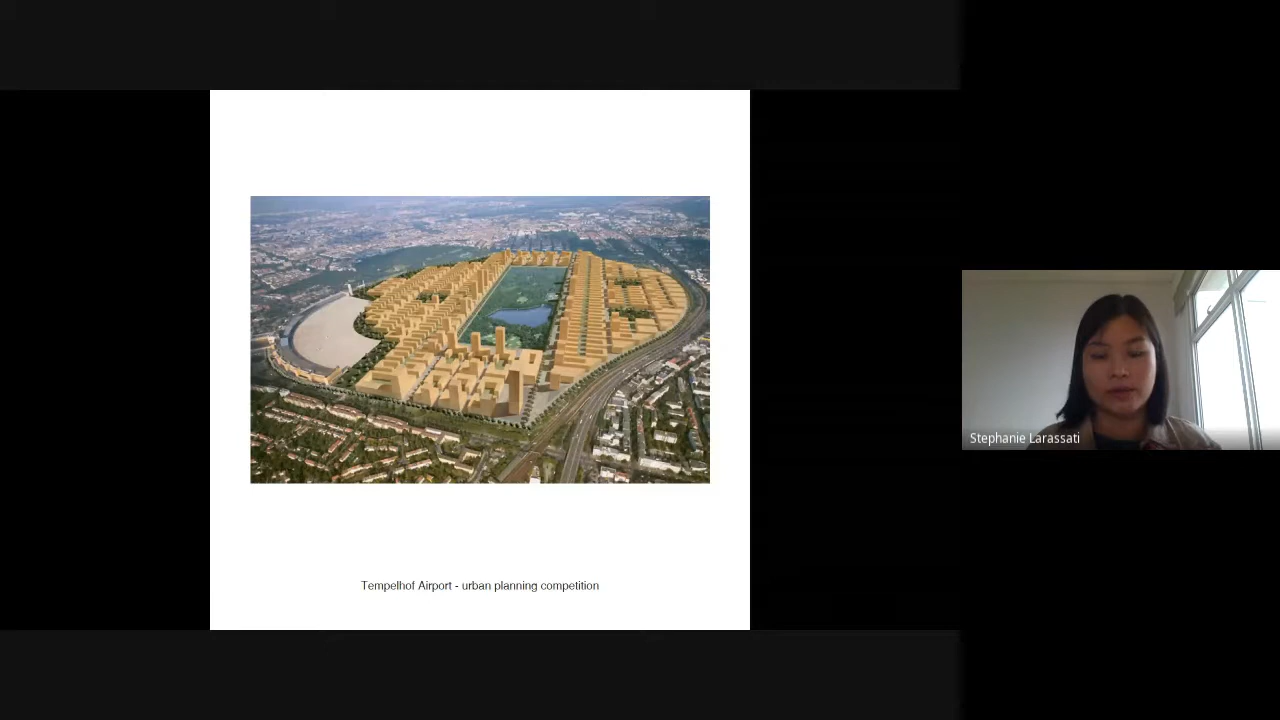 Tempelhof Airport - urban planning competition
Stephanie Larassati